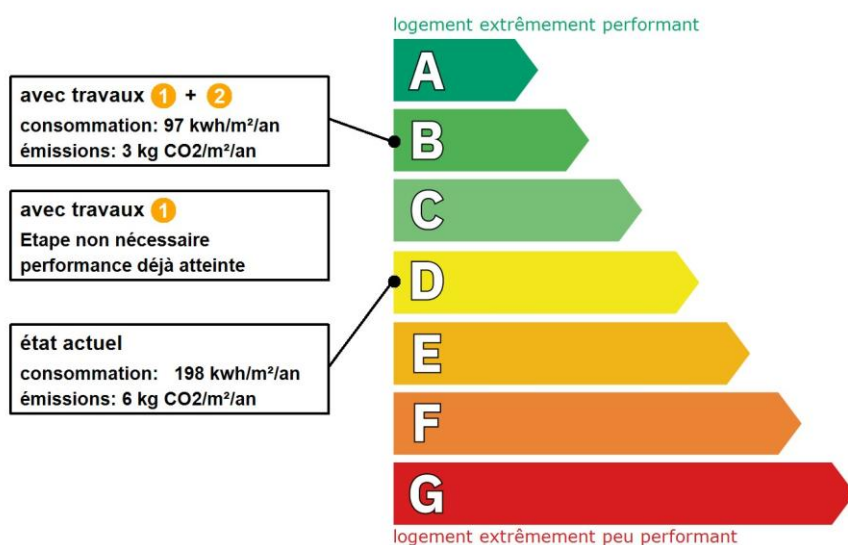 logement extrêmement performant
A
avec travaux 1 + 2
consommation: 97 kwh/m²/an
émissions: 3 kg CO2/m²/an
B
avec travaux 1
Etape non nécessaire
performance déjà atteinte
C
D
état actuel
consommation: 198 kwh/m²/an
émissions: 6 kg CO2/m²/an
E
F
G
logement extrêmement peu performant